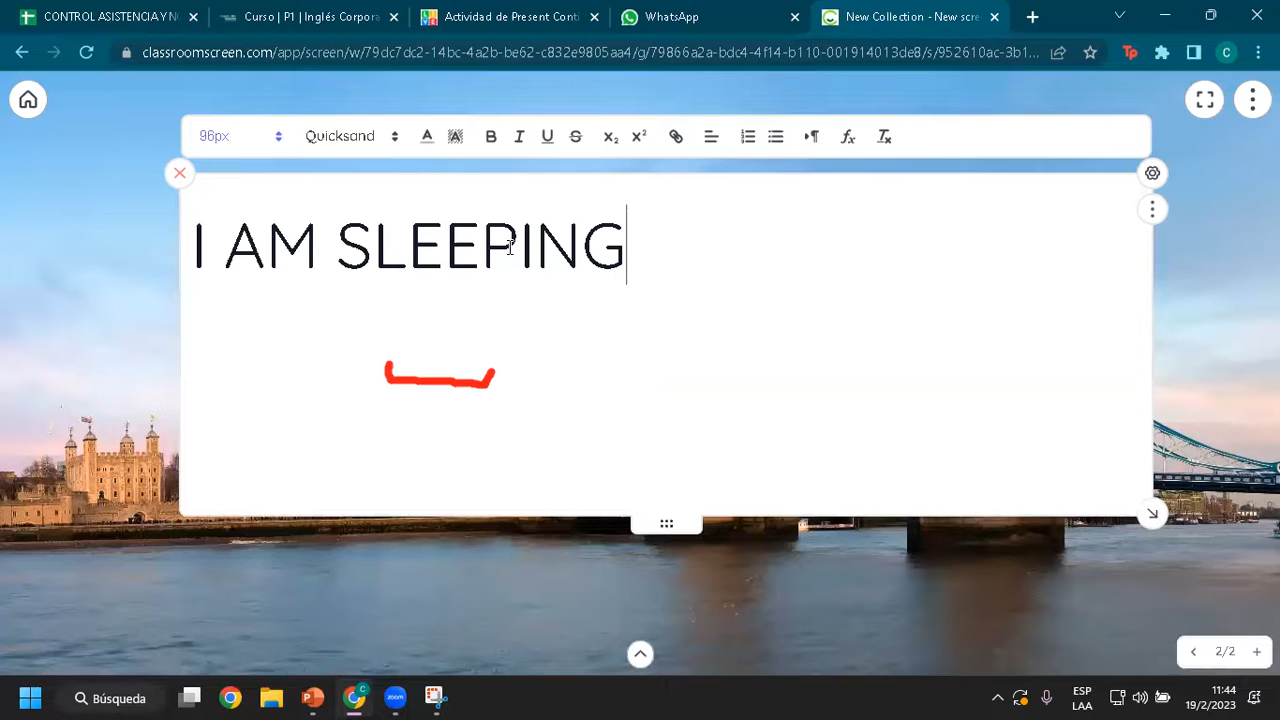 CONTROL ASISTENCIA Y N
Curso | P1 | Inglés Corpora
Actividad de Present Conti
WhatsApp
New Collection - New scre
classroomscreen.com/app/screen/w/79dc7dc2-14bc-4a2b-be62-c832e9805aa4/g/79866a2a-bdc4-4f14-b110-001914013de8/s/952610ac-3b1...
Tp
C
96px
Quicksand
I AM SLEEPING
2/2
Búsqueda
zoom
ESP
LAA
11:44
19/2/2023